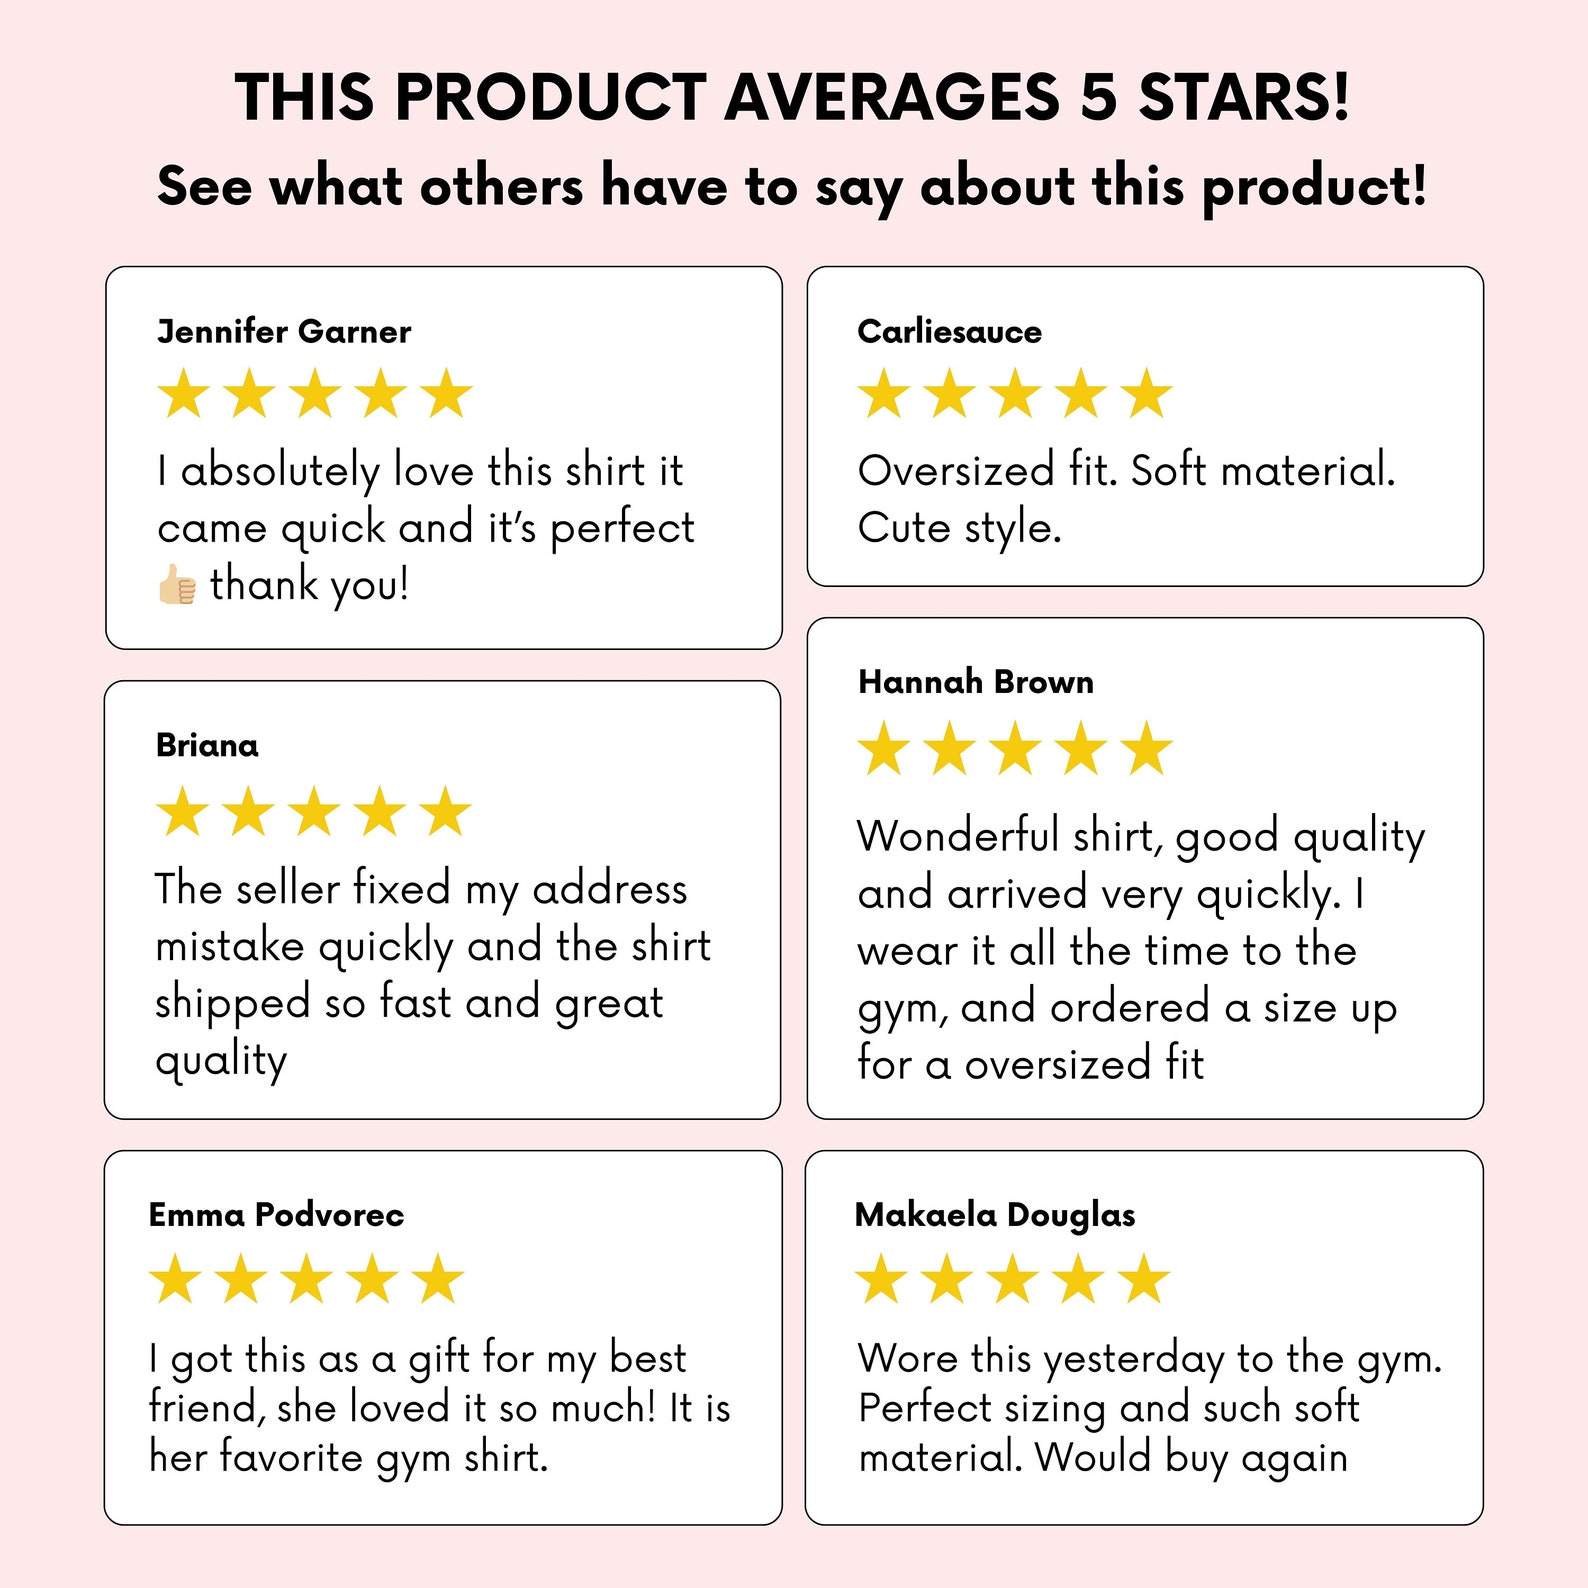 THIS PRODUCT AVERAGES 5 STARS!
See what others have to say about this product!
Jennifer Garner
I absolutely love this shirt it
came quick and it’s perfect
👍🏼 thank you!
Carliesauce
Oversized fit. Soft material.
Cute style.
Briana
The seller fixed my address
mistake quickly and the shirt
shipped so fast and great
quality
Hannah Brown
Wonderful shirt, good quality
and arrived very quickly. I
wear it all the time to the
gym, and ordered a size up
for a oversized fit
Emma Podvorec
I got this as a gift for my best
friend, she loved it so much! It is
her favorite gym shirt.
Makaela Douglas
Wore this yesterday to the gym.
Perfect sizing and such soft
material. Would buy again